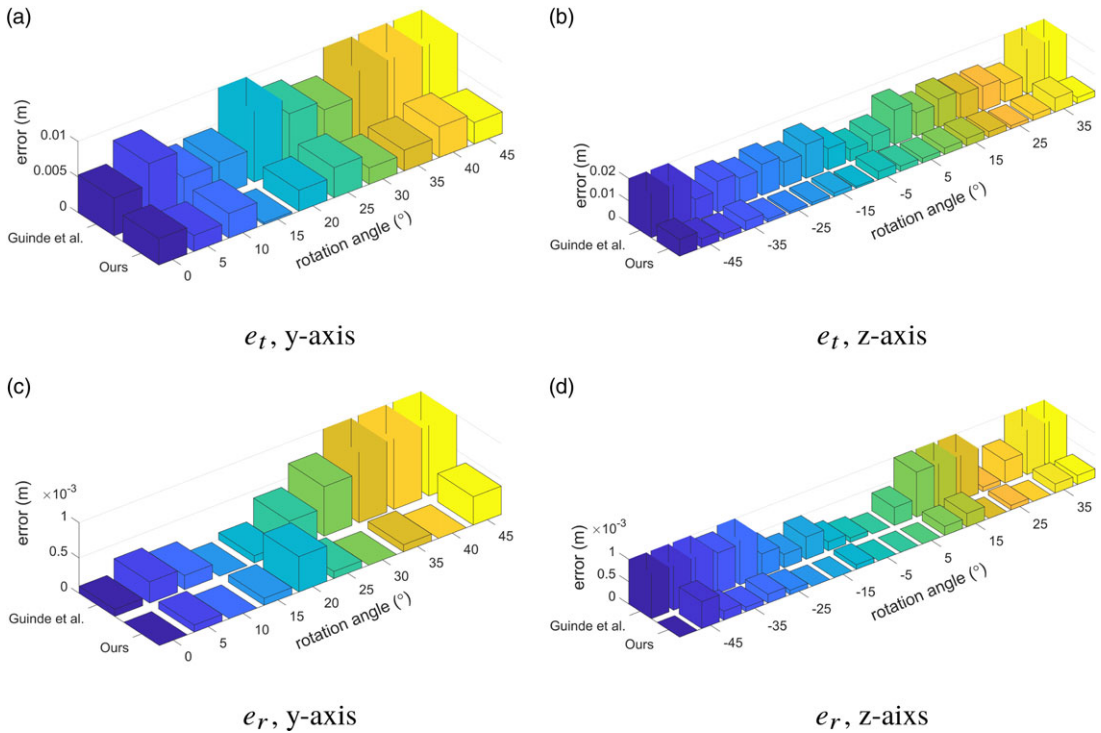 (a)
error (m)
0.01
0.005
0
Guinde et al.
Ours
0
5
10
15
20
25
30
35
40
45
rotation angle (°)
e_t, y-axis
(b)
error (m)
0.02
0.01
0
Guinde et al.
Ours
-45
-35
-25
-15
-5
5
15
25
35
rotation angle (°)
e_t, z-axis
(c)
error (m)
×10⁻³
1
0.5
0
Guinde et al.
Ours
0
5
10
15
20
25
30
35
40
45
rotation angle (°)
e_r, y-axis
(d)
error (m)
×10⁻³
1
0.5
0
Guinde et al.
Ours
-45
-35
-25
-15
-5
5
15
25
35
rotation angle (°)
e_r, z-aixs